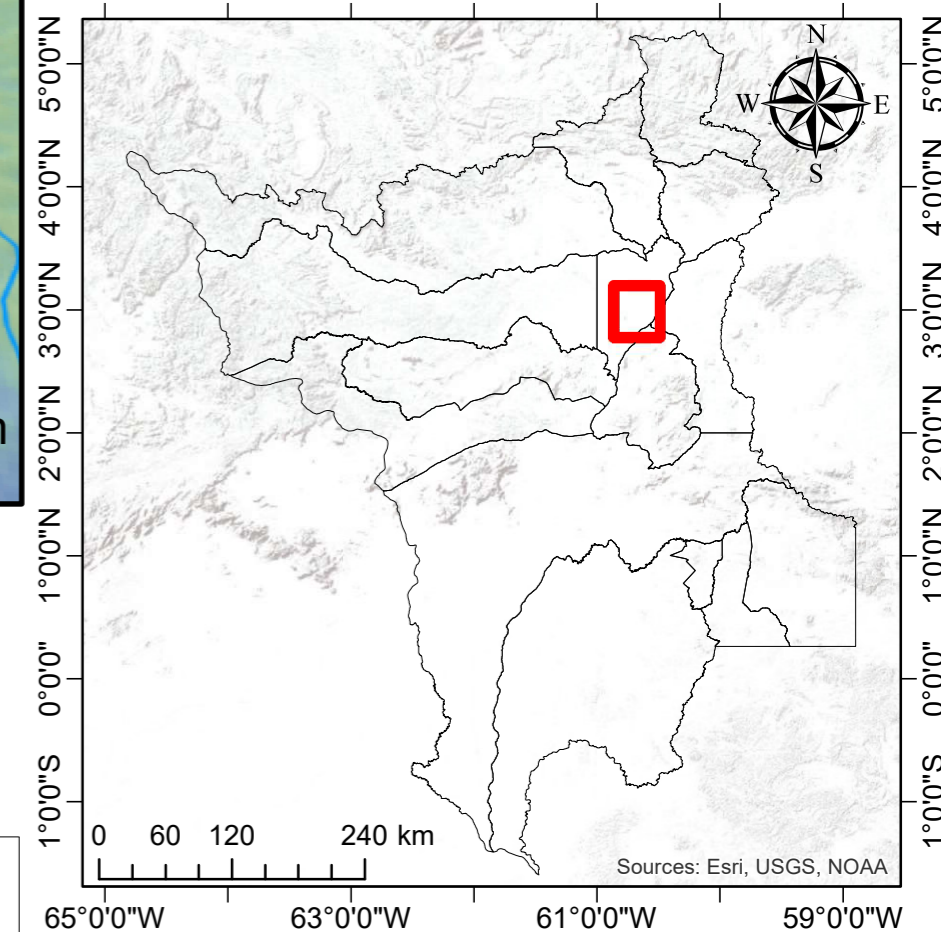 N
W E
S
5°0'0"N 5°0'0"N
4°0'0"N 4°0'0"N
3°0'0"N 3°0'0"N
2°0'0"N 2°0'0"N
1°0'0"N 1°0'0"N
0°0'0" 0°0'0"
1°0'0"S 1°0'0"S
0 60 120 240 km
Sources: Esri, USGS, NOAA
65°0'0"W 63°0'0"W 61°0'0"W 59°0'0"W